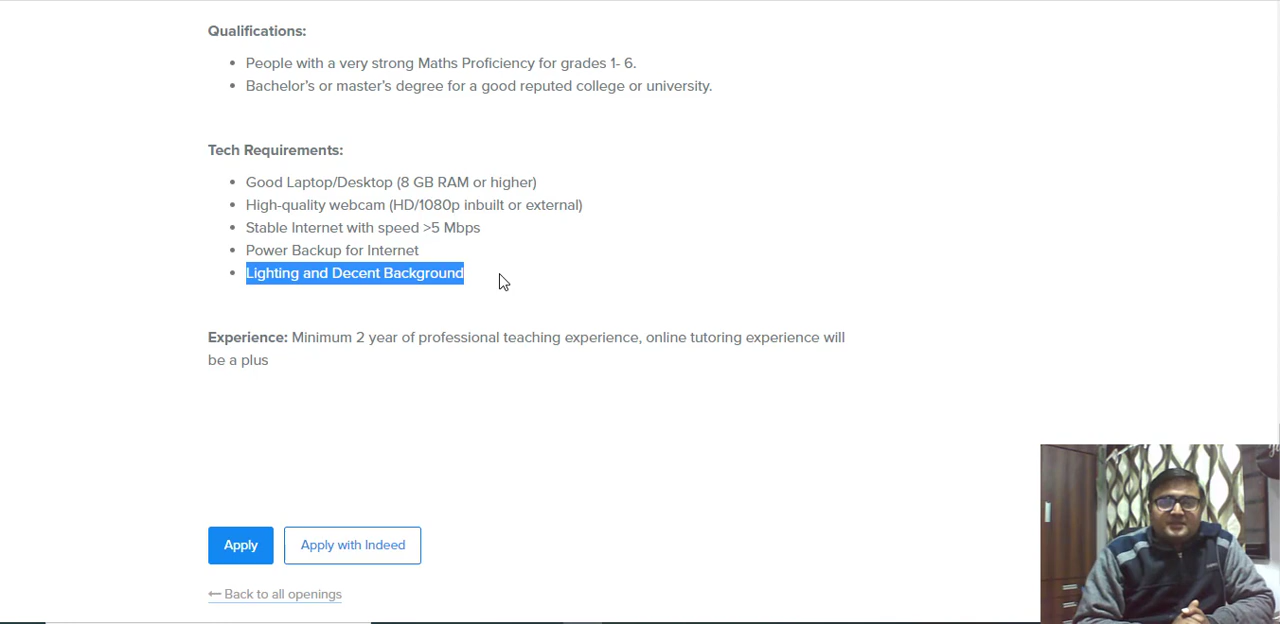 Qualifications:
People with a very strong Maths Proficiency for grades 1- 6.
Bachelor's or master's degree for a good reputed college or university.
Tech Requirements:
Good Laptop/Desktop (8 GB RAM or higher)
High-quality webcam (HD/1080p inbuilt or external)
Stable Internet with speed >5 Mbps
Power Backup for Internet
Lighting and Decent Background
Experience: Minimum 2 year of professional teaching experience, online tutoring experience will
be a plus
Apply
Apply with Indeed
← Back to all openings